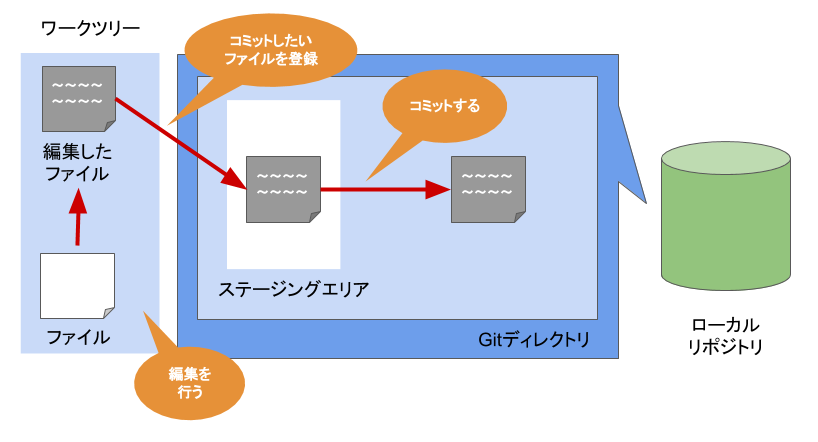 ワークツリー
コミットしたい
ファイルを登録
~~~~
~~~~
コミットする
編集した
ファイル
~~~~
~~~~
~~~~
~~~~
ファイル
ステージングエリア
Gitディレクトリ
編集を
行う
ローカル
リポジトリ